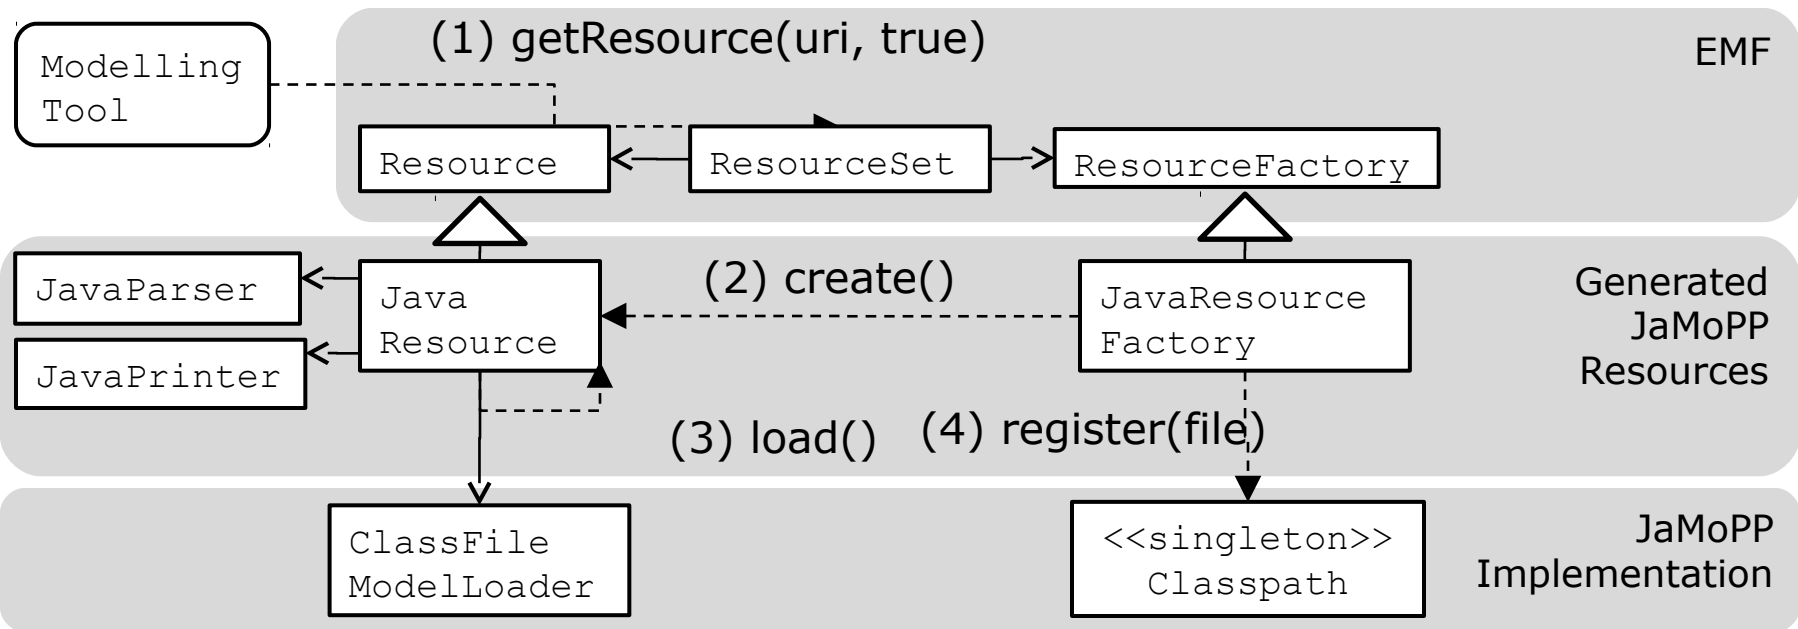 (1) getResource(uri, true)
EMF
Modelling
Tool
Resource
ResourceSet
ResourceFactory
JavaParser
JavaPrinter
Java
Resource
(2) create()
JavaResource
Factory
Generated
JaMoPP
Resources
(3) load()
(4) register(file)
ClassFile
ModelLoader
<<singleton>>
Classpath
JaMoPP
Implementation